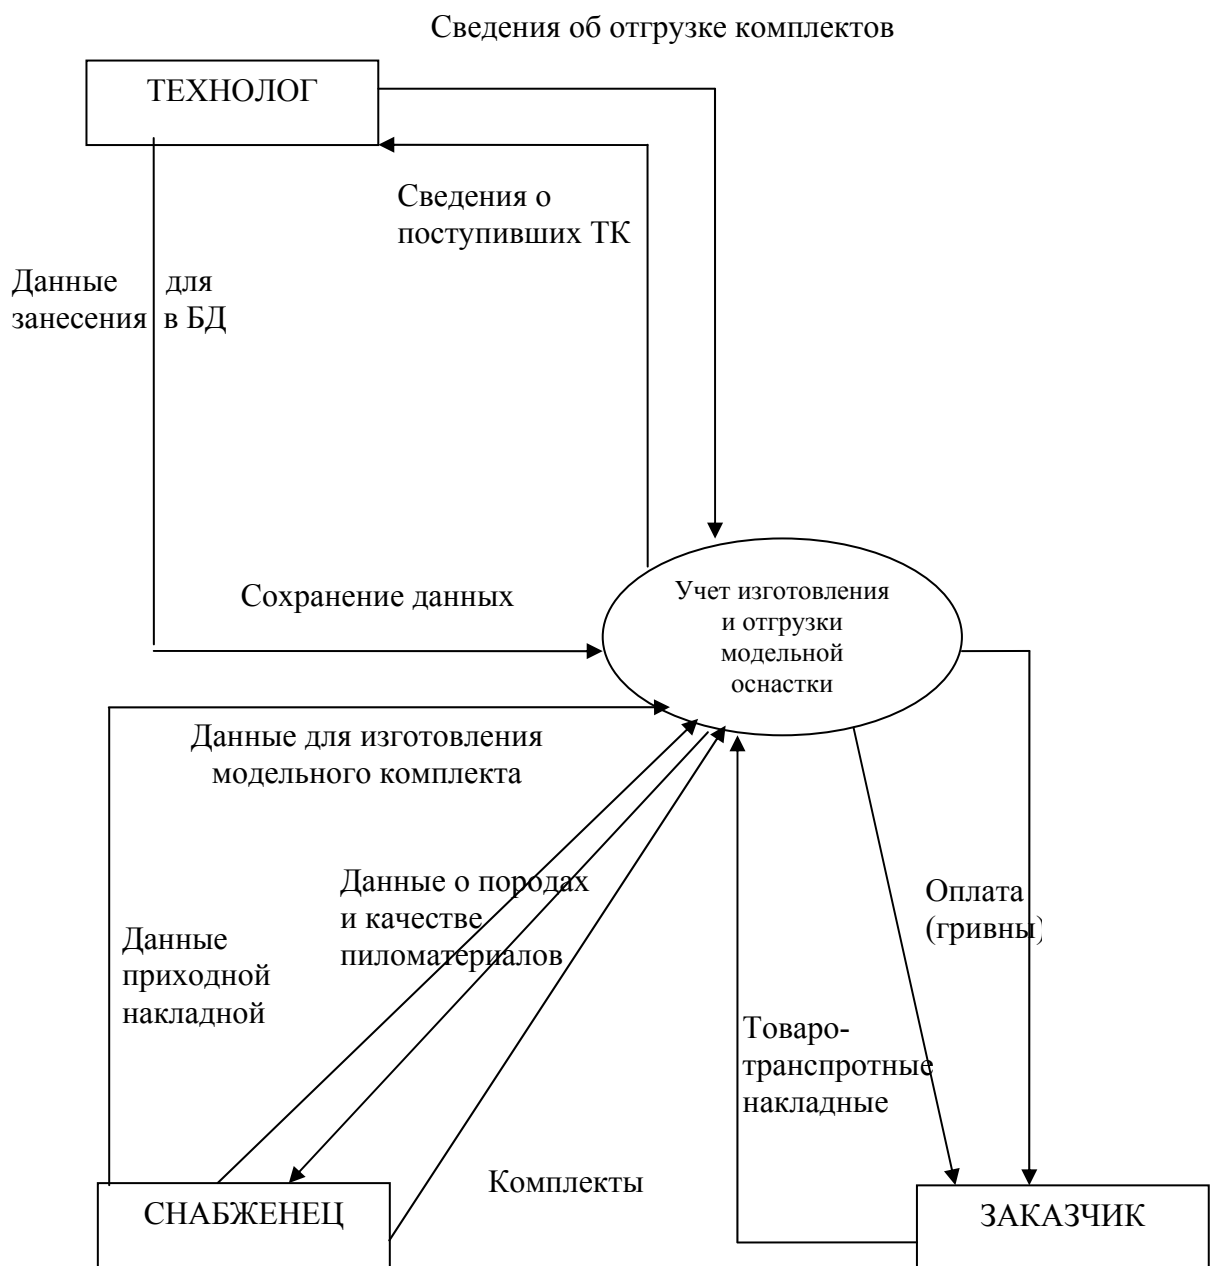 Сведения об отгрузке комплектов
ТЕХНОЛОГ
Сведения о
поступивших ТК
Данные для
занесения в БД
Сохранение данных
Учет изготовления
и отгрузки
модельной
оснастки
Данные для изготовления
модельного комплекта
Данные о породах
и качестве
пиломатериалов
Оплата
(гривны)
Данные
приходной
накладной
Товаро-
транспротные
накладные
Комплекты
СНАБЖЕНЕЦ
ЗАКАЗЧИК